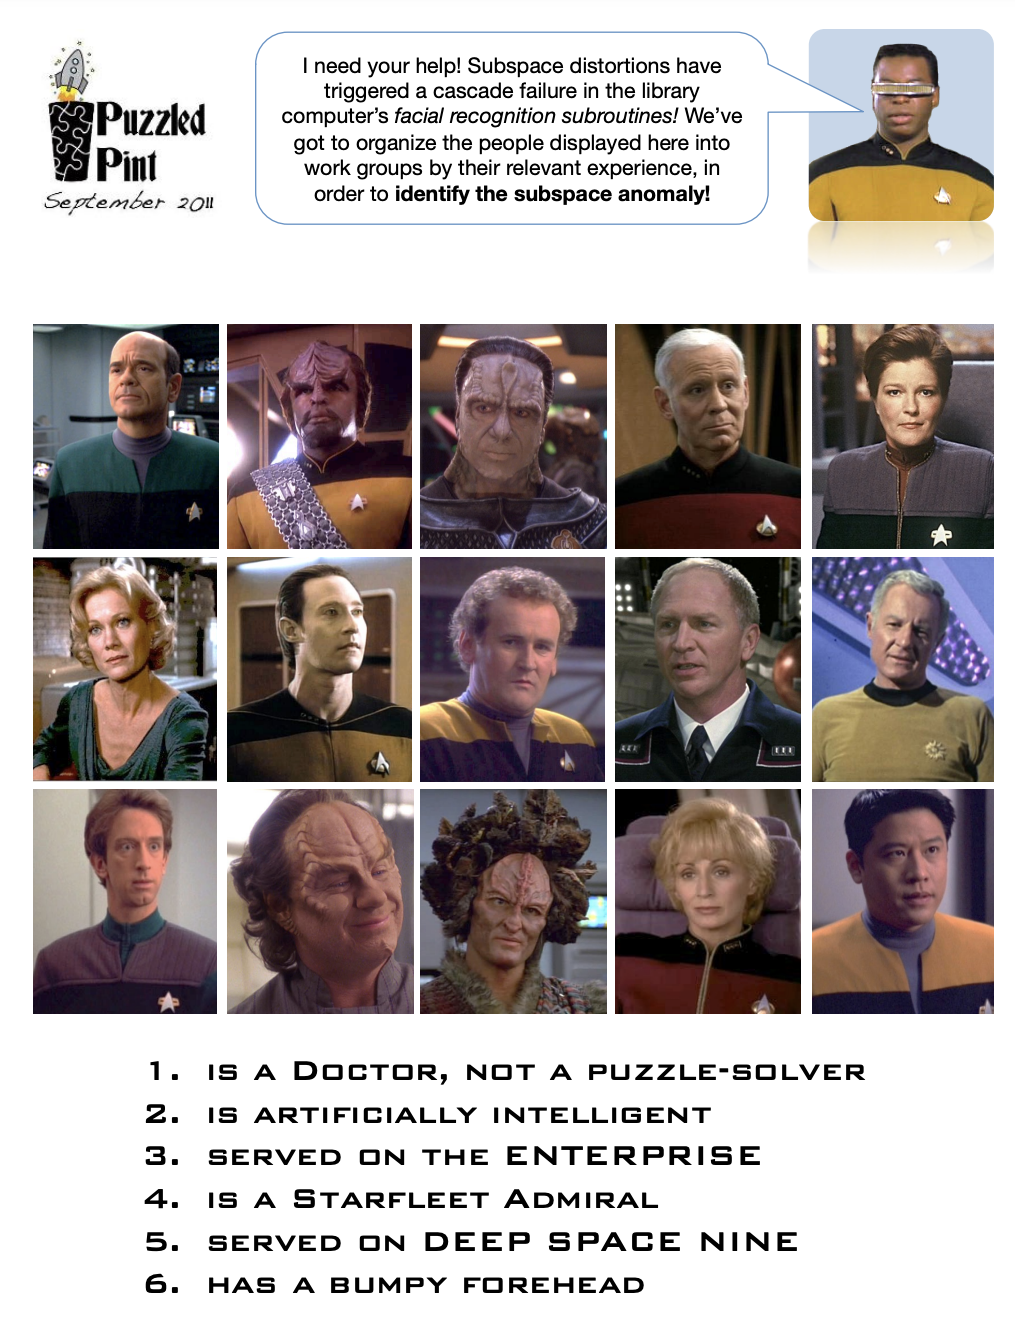 Puzzled
Pint
September 2011
I need your help! Subspace distortions have
triggered a cascade failure in the library
computer’s facial recognition subroutines! We’ve
got to organize the people displayed here into
work groups by their relevant experience, in
order to identify the subspace anomaly!
1. IS A DOCTOR, NOT A PUZZLE-SOLVER
2. IS ARTIFICIALLY INTELLIGENT
3. SERVED ON THE ENTERPRISE
4. IS A STARFLEET ADMIRAL
5. SERVED ON DEEP SPACE NINE
6. HAS A BUMPY FOREHEAD